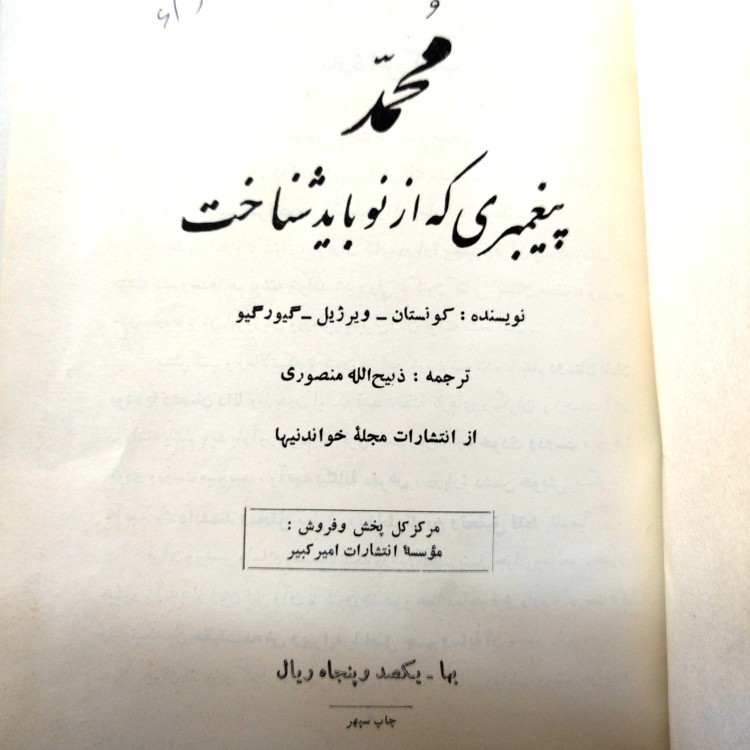 محمّد
پیغمبری که از نو باید شناخت
نویسنده : کونستان - ویرژیل - گیورگیو
ترجمه : ذبیح‌الله منصوری
از انتشارات مجلهٔ خواندنیها
مرکز کل پخش وفروش :
مؤسسهٔ انتشارات امیرکبیر
بها - یکصد و پنجاه ریال
چاپ سپهر